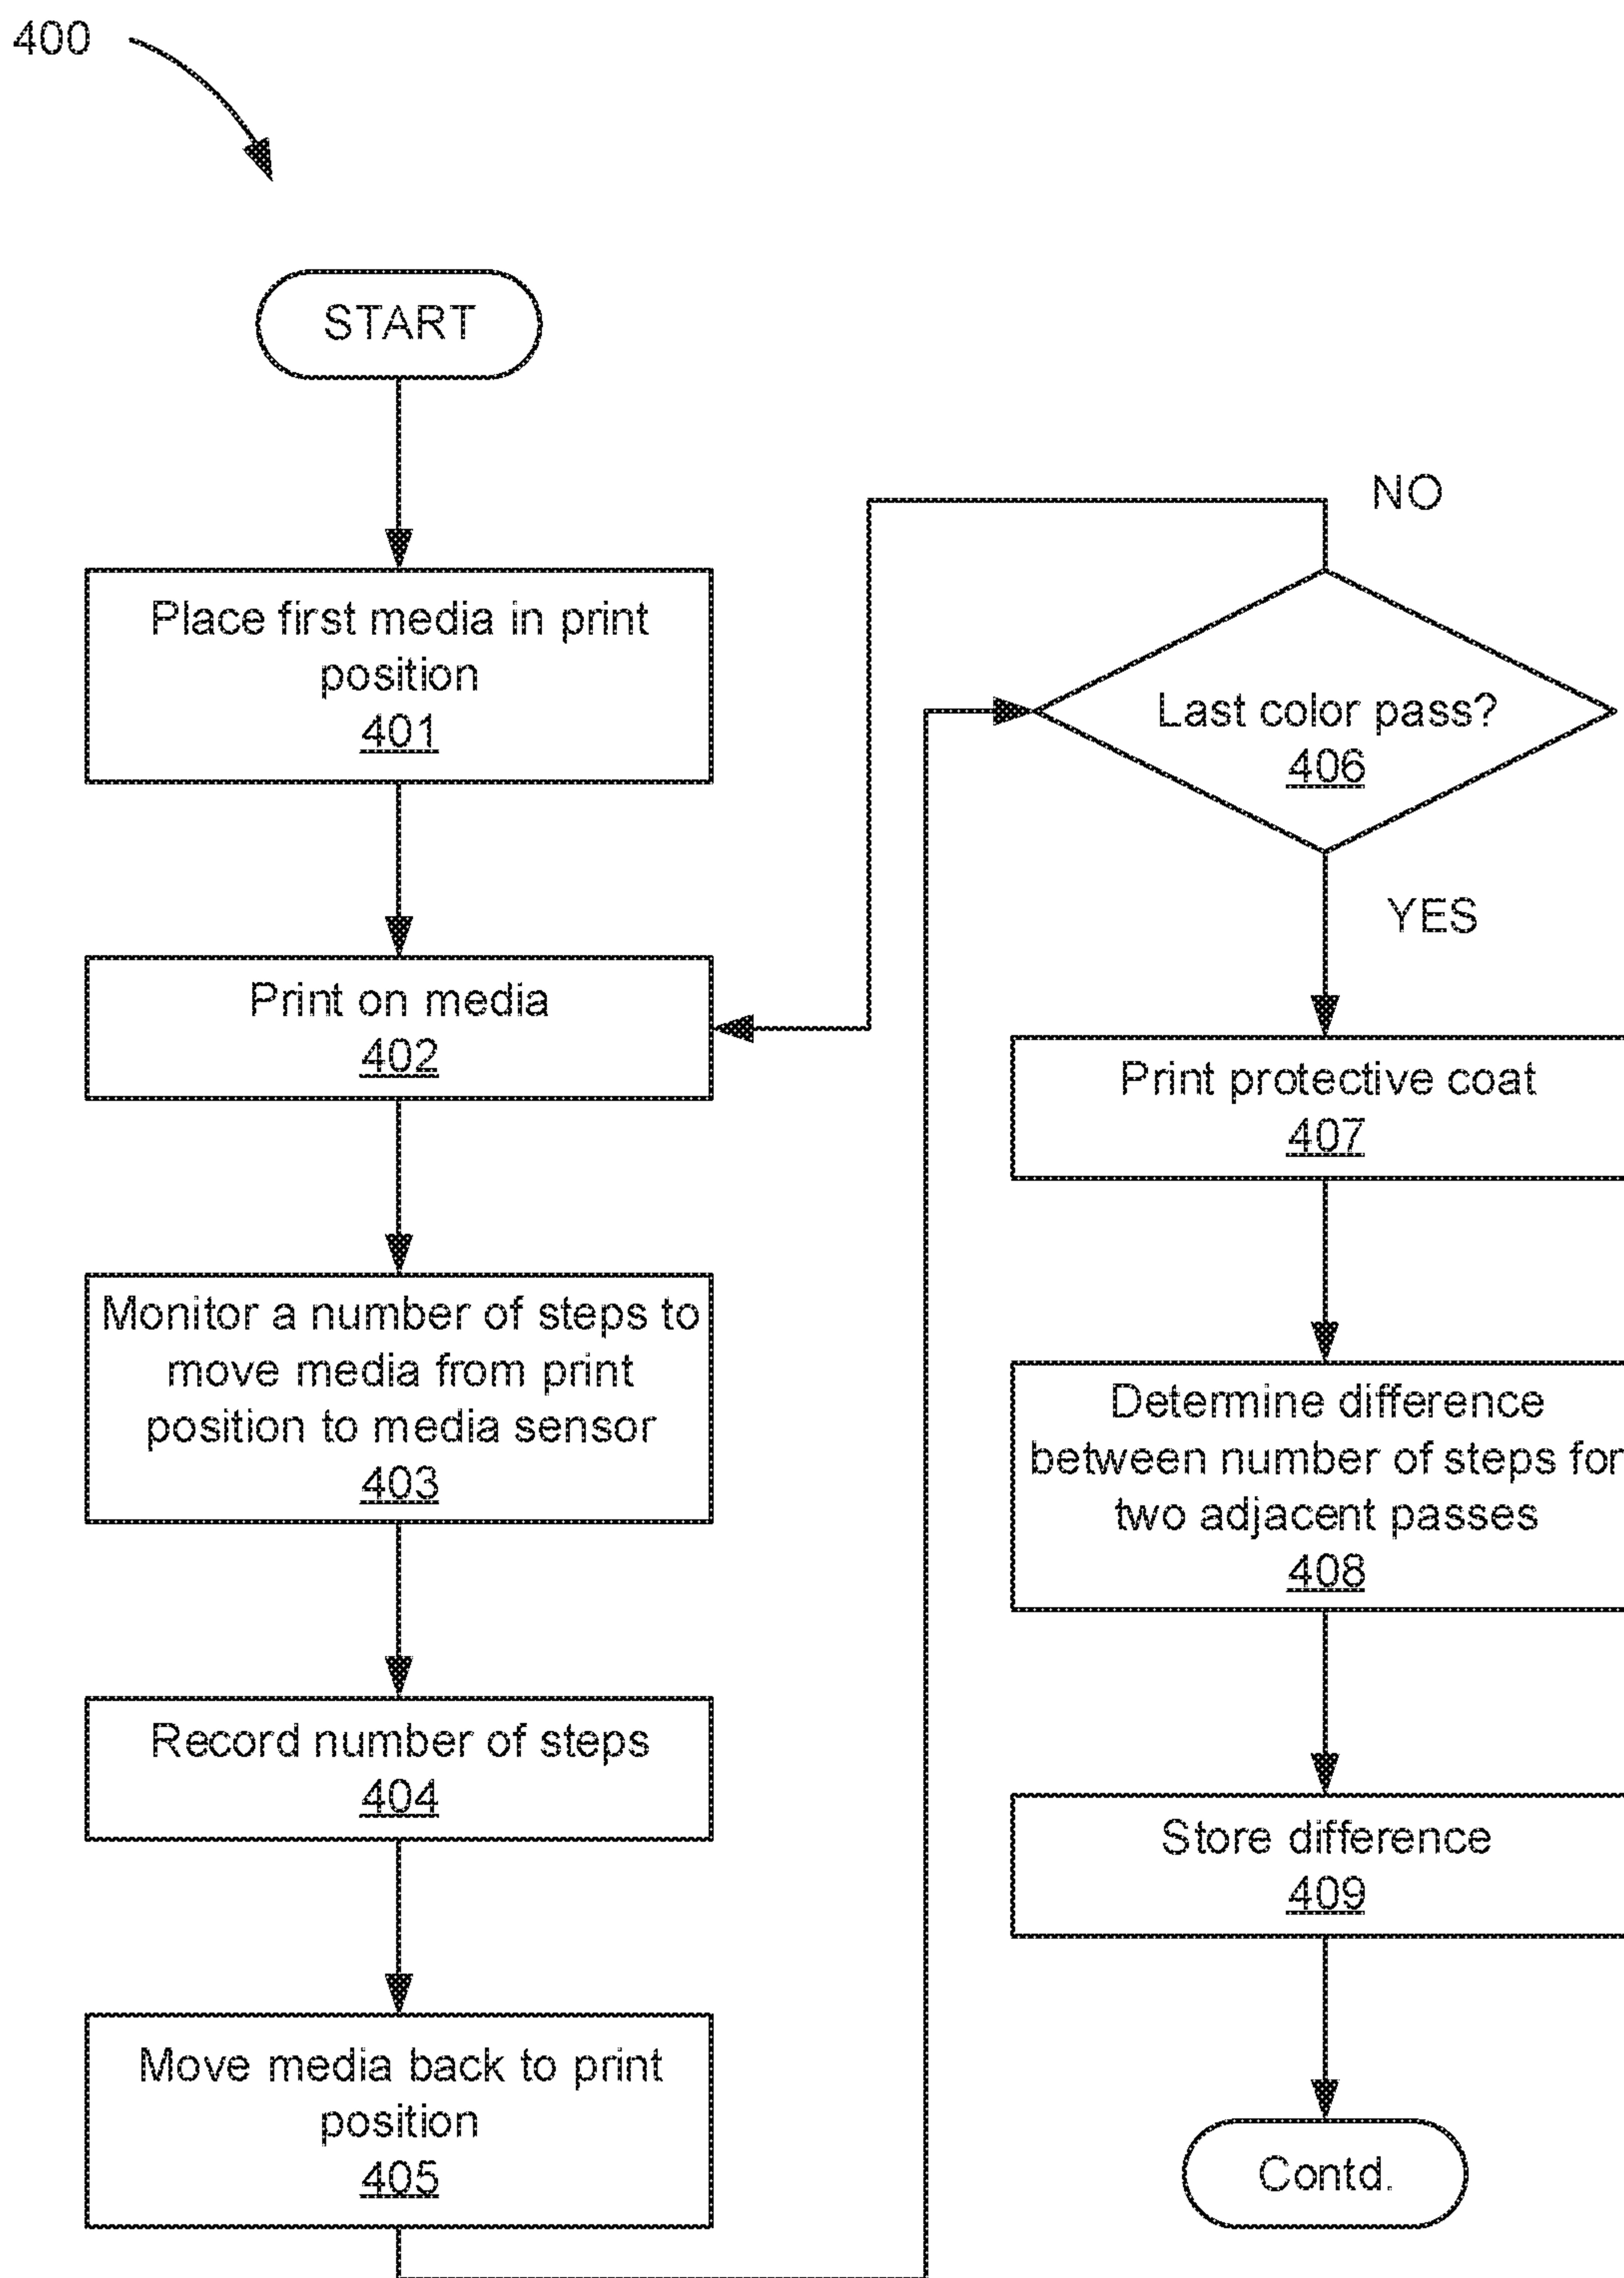 400
START
Place first media in print
position
401
Print on media
402
Monitor a number of steps to
move media from print
position to media sensor
403
Record number of steps
404
Move media back to print
position
405
NO
Last color pass?
406
YES
Print protective coat
407
Determine difference
between number of steps for
two adjacent passes
408
Store difference
409
Contd.